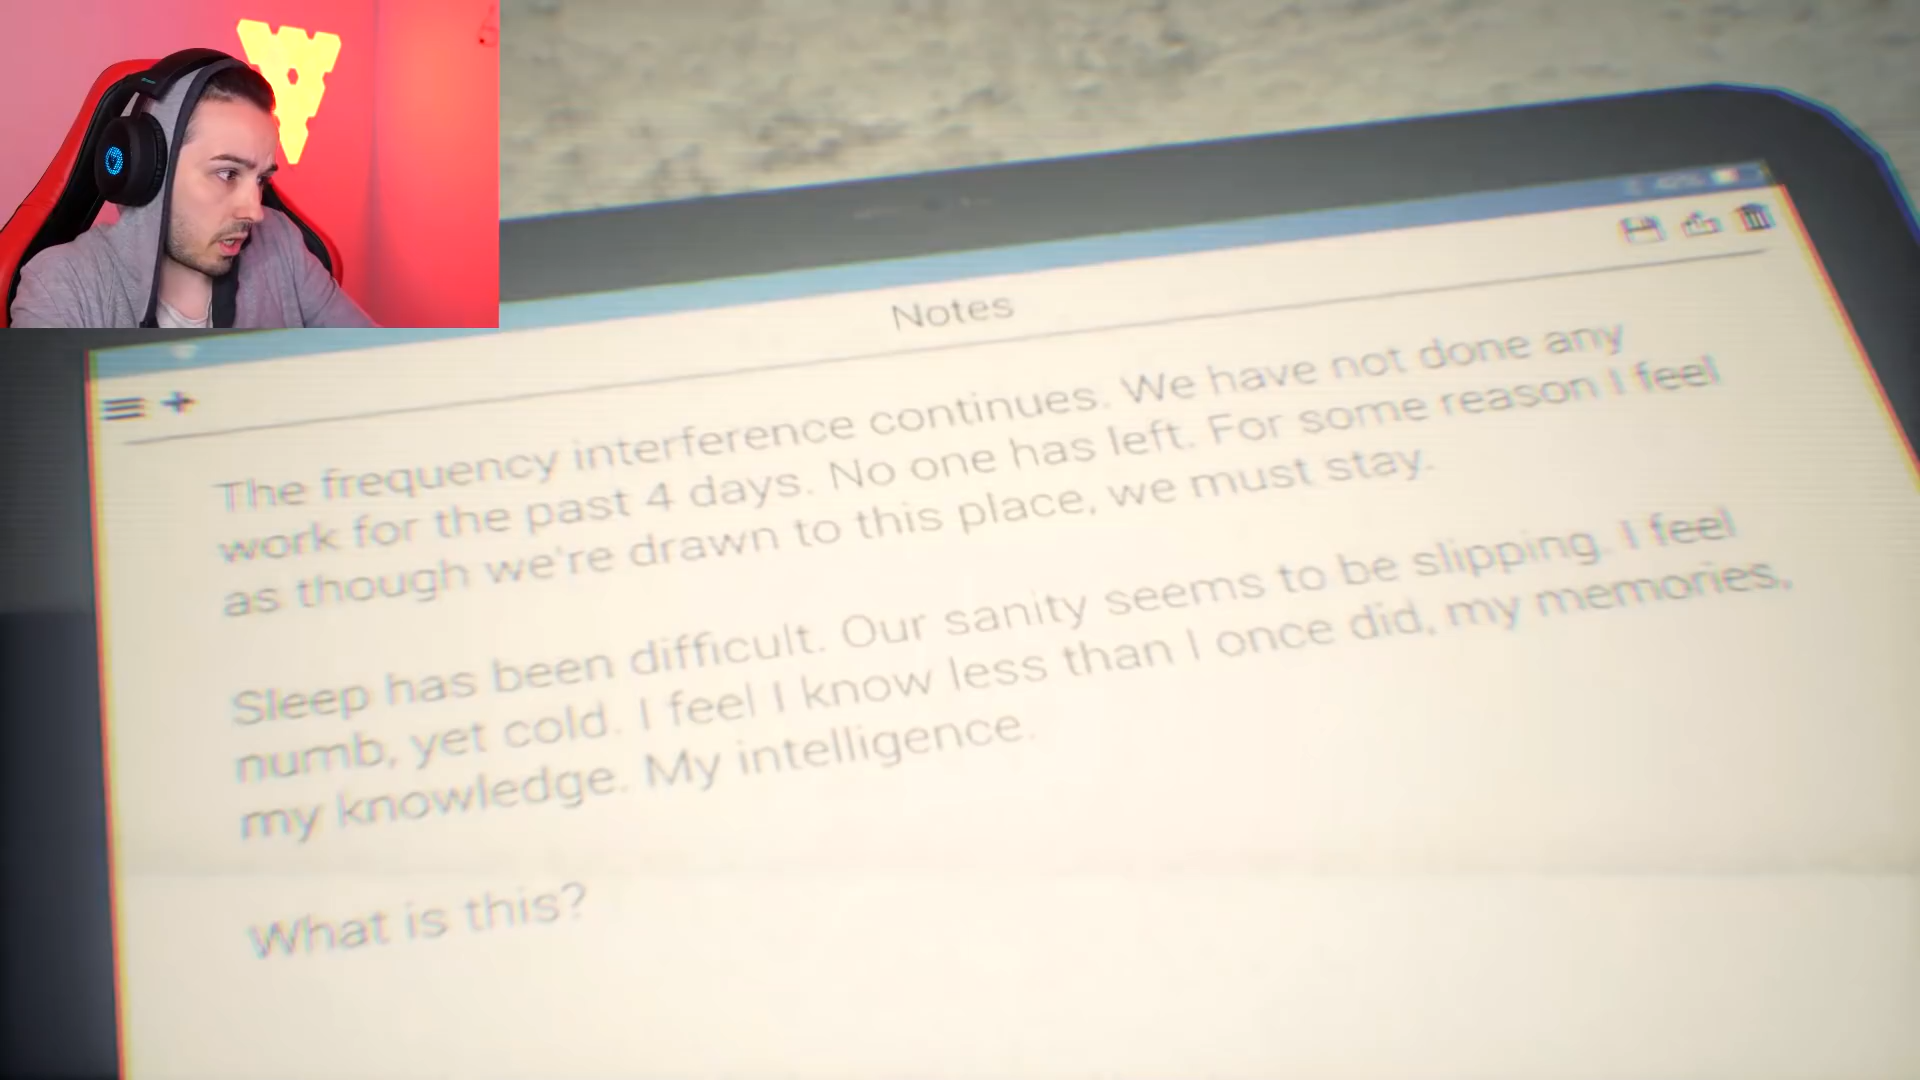 Notes
The frequency interference continues. We have not done any
work for the past 4 days. No one has left. For some reason I feel
as though we're drawn to this place, we must stay.
Sleep has been difficult. Our sanity seems to be slipping. I feel
numb, yet cold. I feel I know less than I once did, my memories,
my knowledge. My intelligence.
What is this?